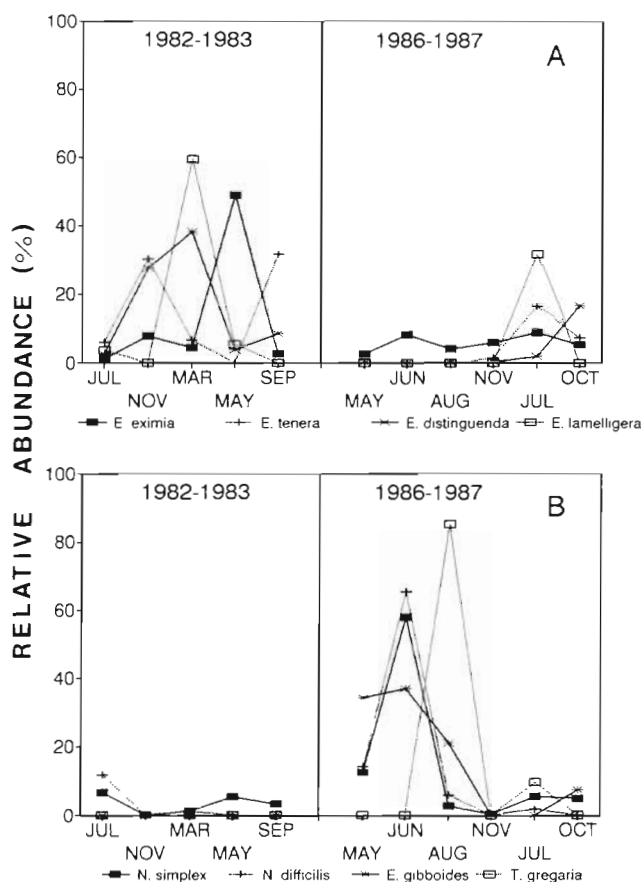 RELATIVE ABUNDANCE (%)
1982-1983 1986-1987 A
100
80
60
40
20
0
JUL MAR SEP JUN NOV OCT
NOV MAY MAY AUG JUL
E eximia E. tenera E. distinguenda E. lamelligera
1982-1983 1986-1987 B
100
80
60
40
20
0
JUL MAR SEP JUN NOV OCT
NOV MAY MAY AUG JUL
N. simplex N difficilis E. gibboides T. gregaria